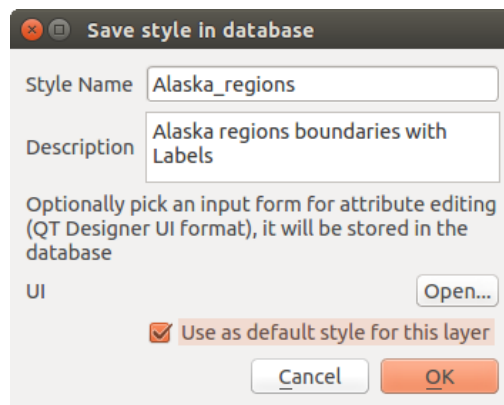 Save style in database
Style Name Alaska_regions
Description Alaska regions boundaries with
Labels
Optionally pick an input form for attribute editing
(QT Designer UI format), it will be stored in the
database
UI Open...
Use as default style for this layer
Cancel OK